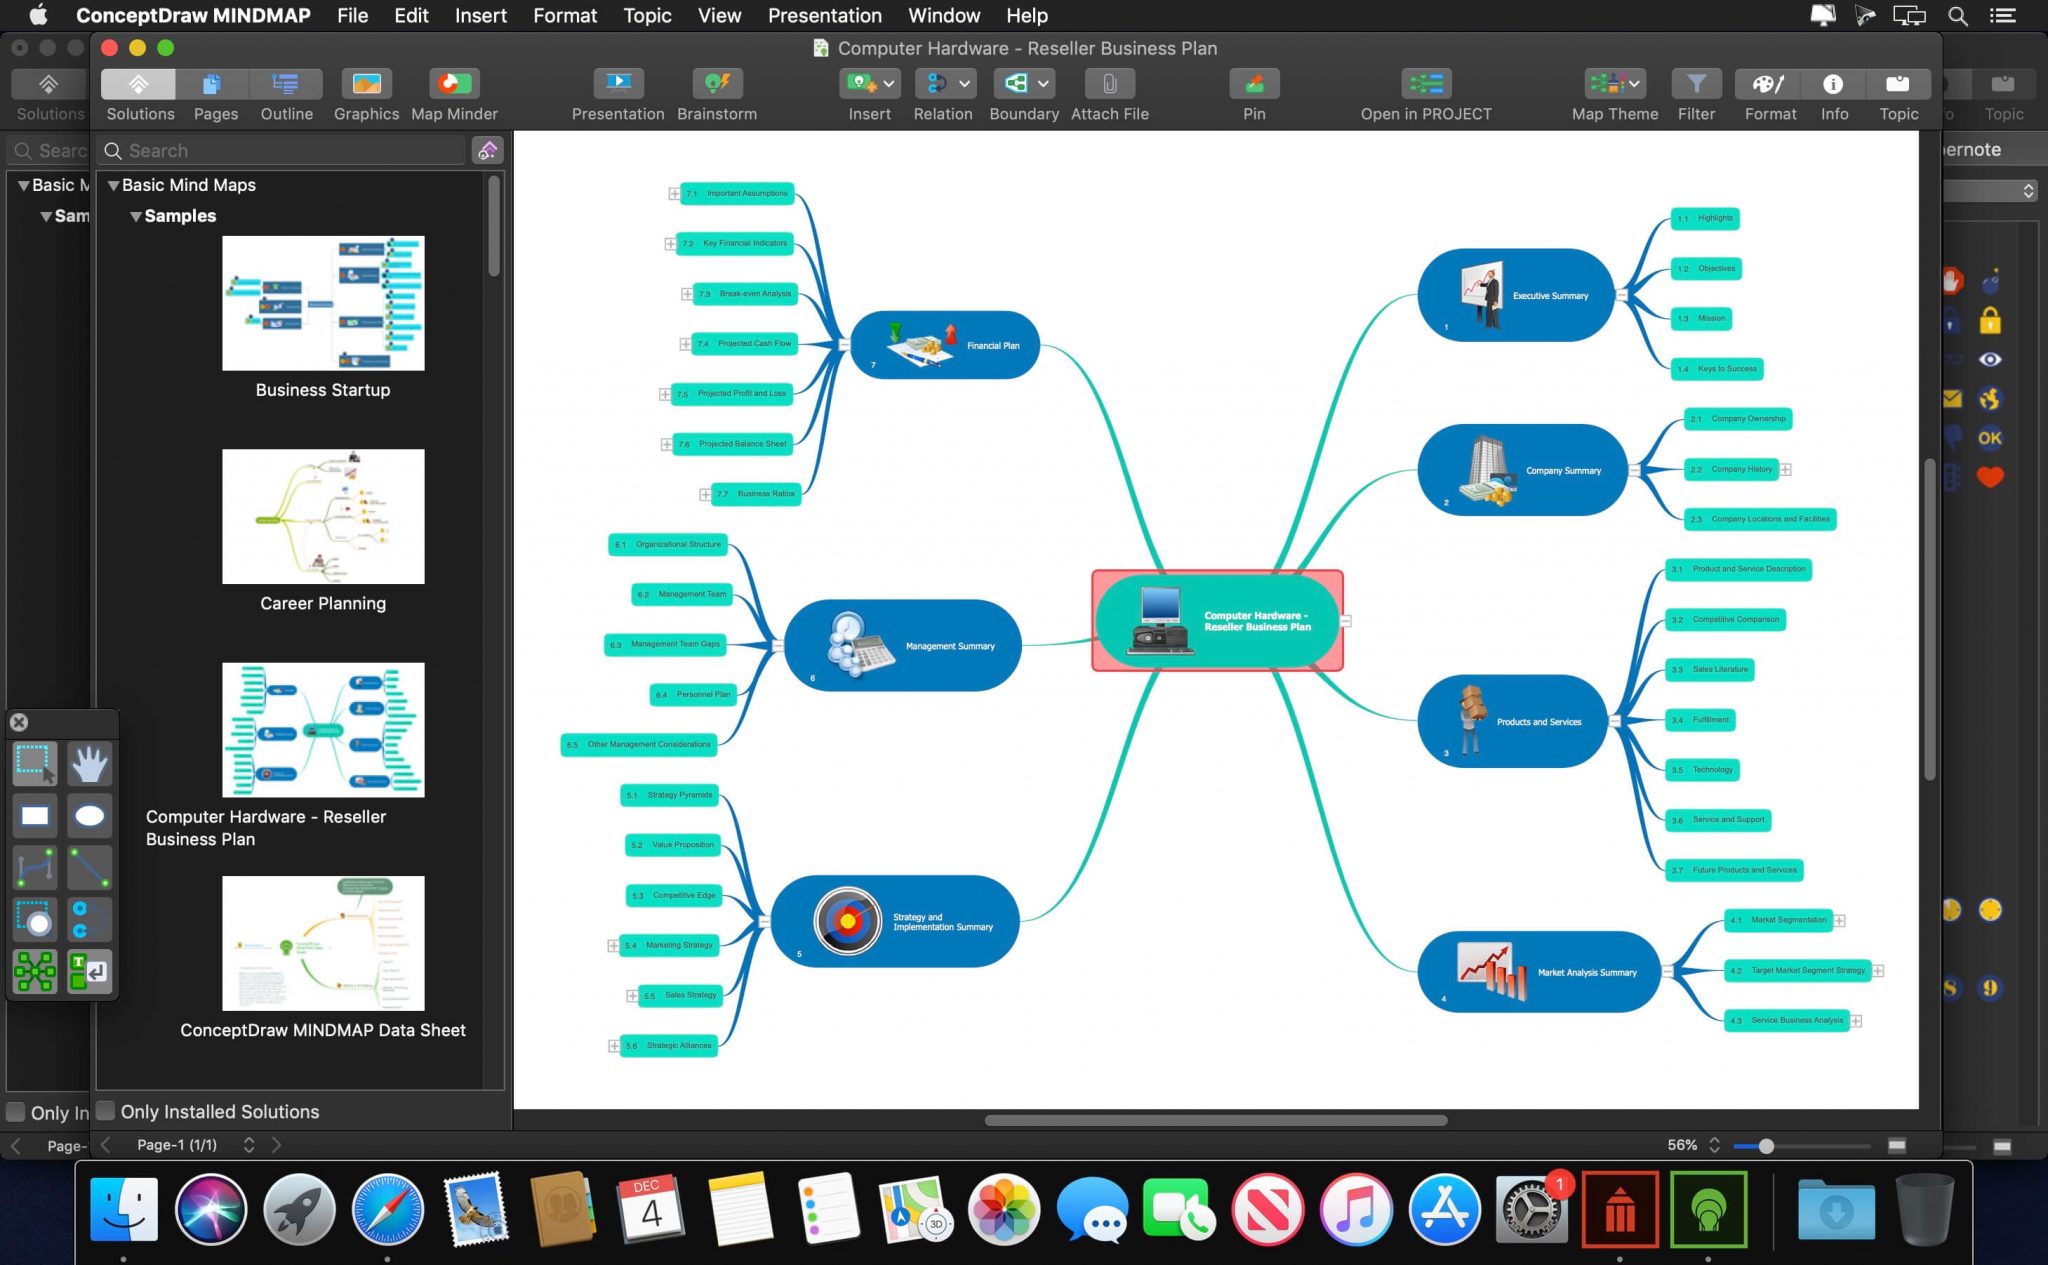 ConceptDraw MINDMAP File Edit Insert Format Topic View Presentation Window Help
Computer Hardware - Reseller Business Plan
Solutions
Solutions Pages Outline Graphics Map Minder Presentation Brainstorm Insert Relation Boundary Attach File Pin Open in PROJECT Map Theme Filter Format Info Topic
Topic
Searc
Search
ernote
Basic M
Sam
Basic Mind Maps
Samples
Business Startup
Career Planning
Computer Hardware - Reseller
Business Plan
ConceptDraw MINDMAP Data Sheet
Only In
Only Installed Solutions
Page-
Page-1 (1/1)
56%
7.1 Important Assumptions
7.2 Key Financial Indicators
7.3 Break-even Analysis
7.4 Projected Cash Flow
7.5 Projected Profit and Loss
7.6 Projected Balance Sheet
7.7 Business Ratios
Financial Plan
7
6.1 Organizational Structure
6.2 Management Team
6.3 Management Team Gaps
6.4 Personnel Plan
6.5 Other Management Considerations
Management Summary
6
5.1 Strategy Pyramids
5.2 Value Proposition
5.3 Competitive Edge
5.4 Marketing Strategy
5.5 Sales Strategy
5.6 Strategic Alliances
Strategy and
Implementation Summary
5
Computer Hardware -
Reseller Business Plan
Executive Summary
1
1.1 Highlights
1.2 Objectives
1.3 Mission
1.4 Keys to Success
Company Summary
2
2.1 Company Ownership
2.2 Company History
2.3 Company Locations and Facilities
Products and Services
3
3.1 Product and Service Description
3.2 Competitive Comparison
3.3 Sales Literature
3.4 Fulfillment
3.5 Technology
3.6 Service and Support
3.7 Future Products and Services
Market Analysis Summary
4
4.1 Market Segmentation
4.2 Target Market Segment Strategy
4.3 Service Business Analysis
OK
8 9
T
DEC
4
3D
1